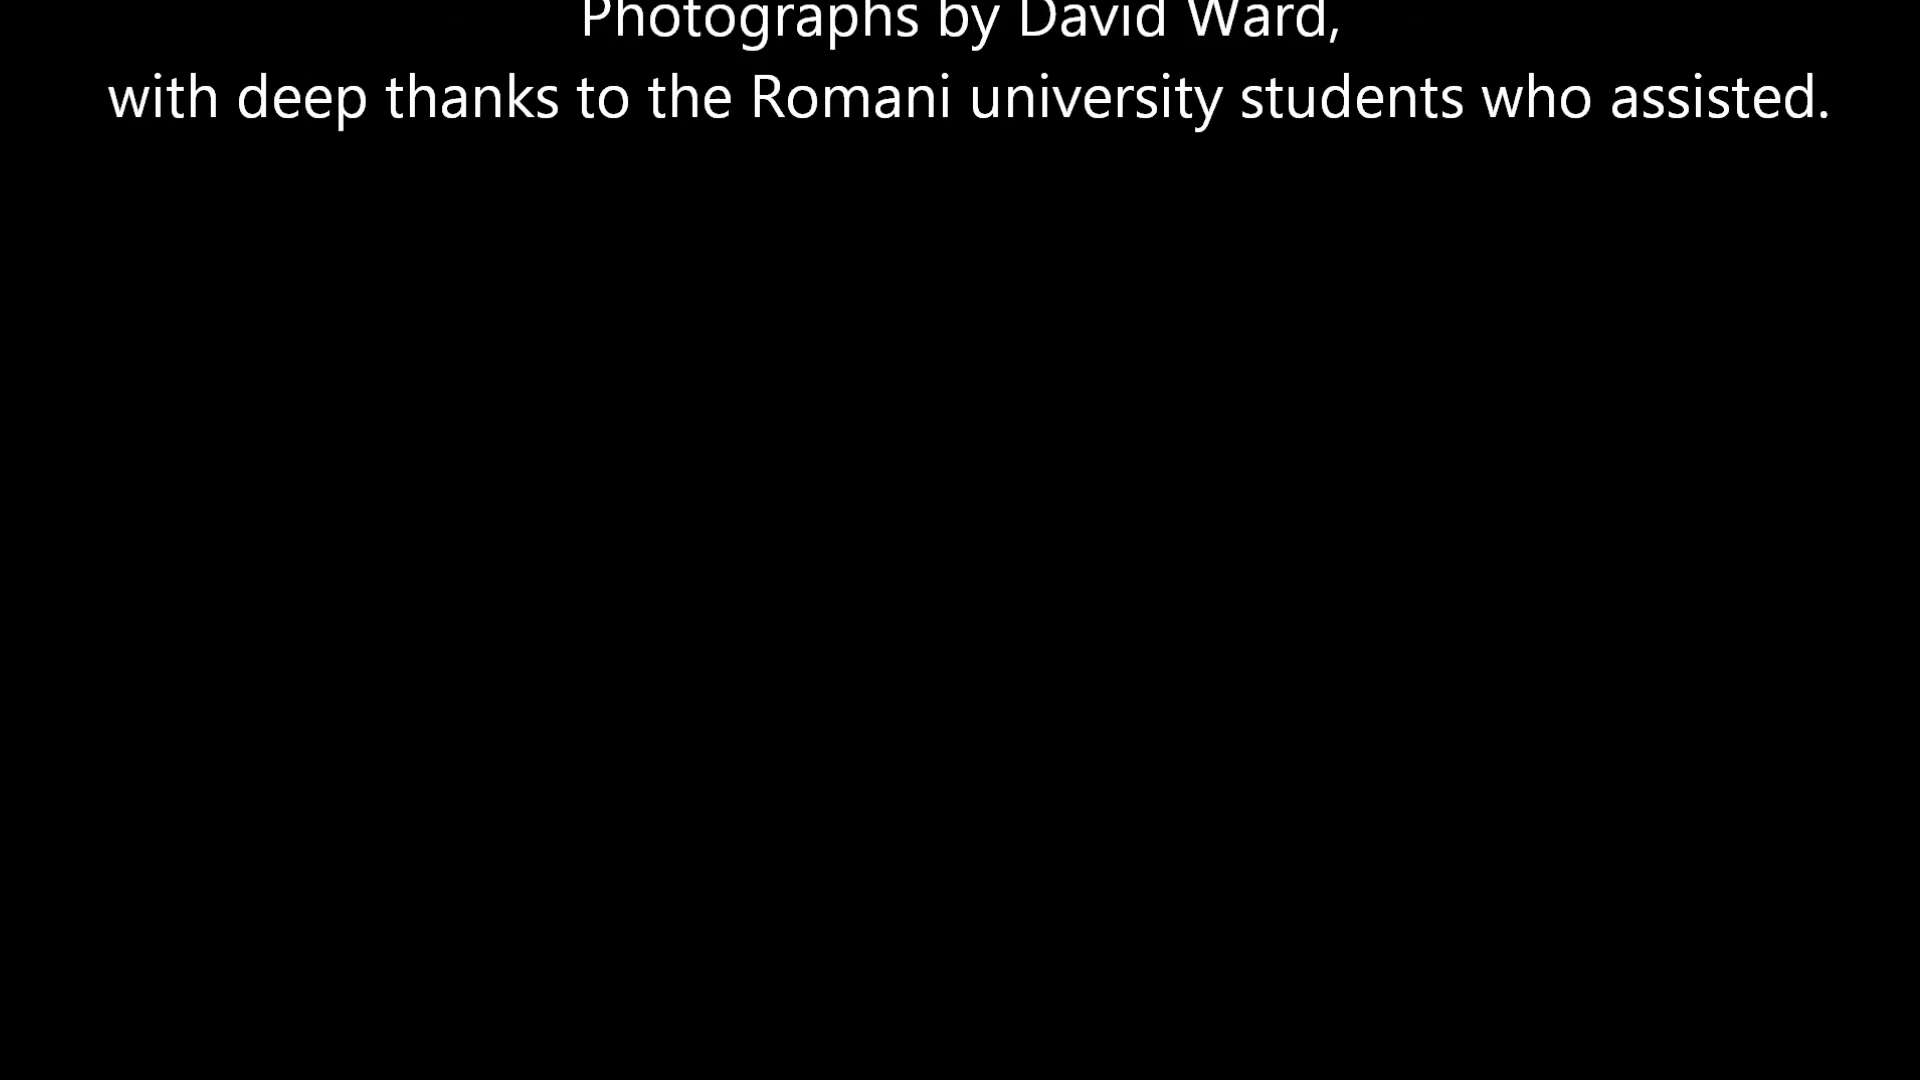 Photographs by David Ward,
with deep thanks to the Romani university students who assisted.